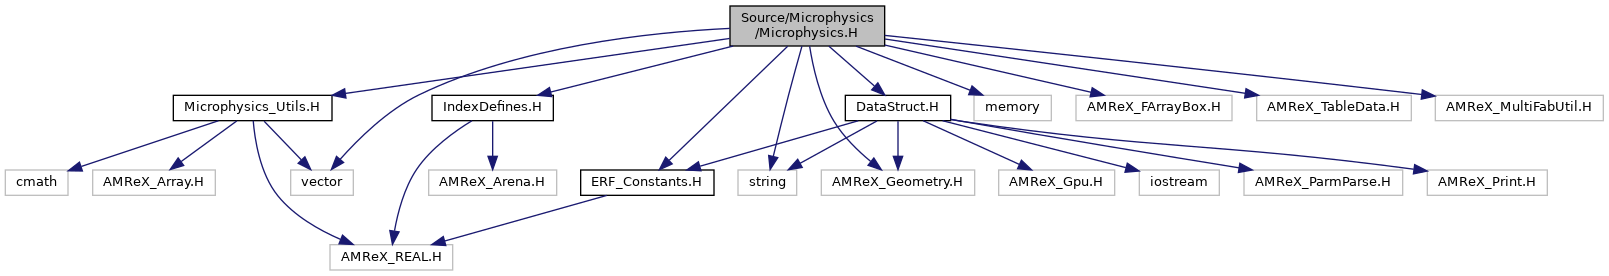 Source/Microphysics
/Microphysics.H
Microphysics_Utils.H
IndexDefines.H
DataStruct.H
memory
AMReX_FArrayBox.H
AMReX_TableData.H
AMReX_MultiFabUtil.H
cmath
AMReX_Array.H
vector
AMReX_Arena.H
ERF_Constants.H
string
AMReX_Geometry.H
AMReX_Gpu.H
iostream
AMReX_ParmParse.H
AMReX_Print.H
AMReX_REAL.H